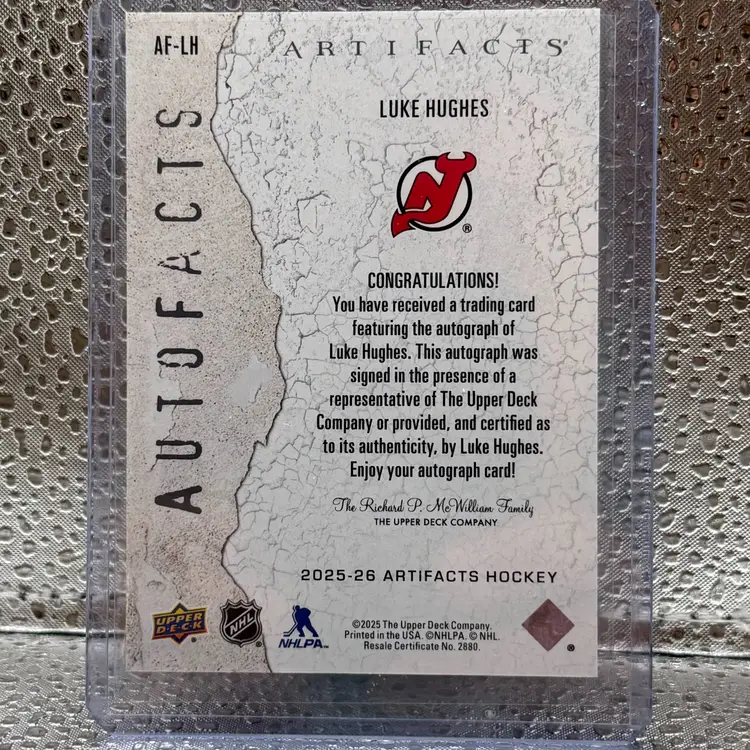 AF-LH
ARTIFACTS
AUTOFACTS
LUKE HUGHES
®
CONGRATULATIONS!
You have received a trading card
featuring the autograph of
Luke Hughes. This autograph was
signed in the presence of a
representative of The Upper Deck
Company or provided, and certified as
to its authenticity, by Luke Hughes.
Enjoy your autograph card!
The Richard P. McWilliam Family
THE UPPER DECK COMPANY
2025-26 ARTIFACTS HOCKEY
UPPER
DECK
®
NHL
®
NHLPA™
©2025 The Upper Deck Company.
Printed in the USA. ©NHLPA. © NHL.
Resale Certificate No. 2880.
®